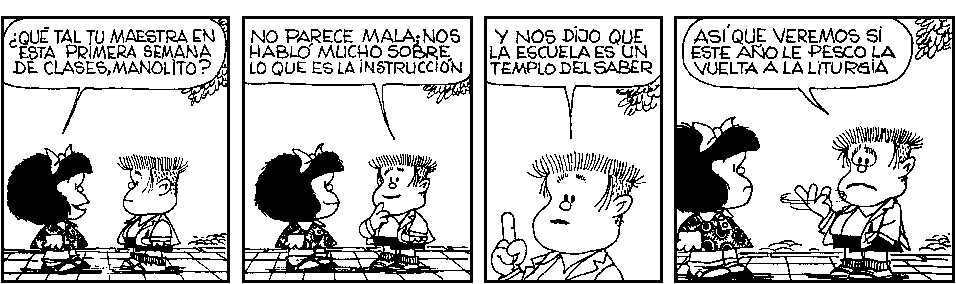 ¿QUÉ TAL TU MAESTRA EN
ESTA PRIMERA SEMANA
DE CLASES, MANOLITO?
NO PARECE MALA; NOS
HABLÓ MUCHO SOBRE
LO QUE ES LA INSTRUCCIÓN
Y NOS DIJO QUE
LA ESCUELA ES UN
TEMPLO DEL SABER
ASÍ QUE VEREMOS SI
ESTE AÑO LE PESCO LA
VUELTA A LA LITURGIA